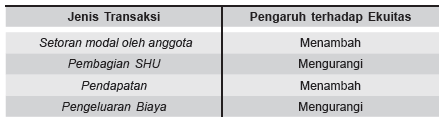 Jenis Transaksi Pengaruh terhadap Ekuitas
Setoran modal oleh anggota Menambah
Pembagian SHU Mengurangi
Pendapatan Menambah
Pengeluaran Biaya Mengurangi